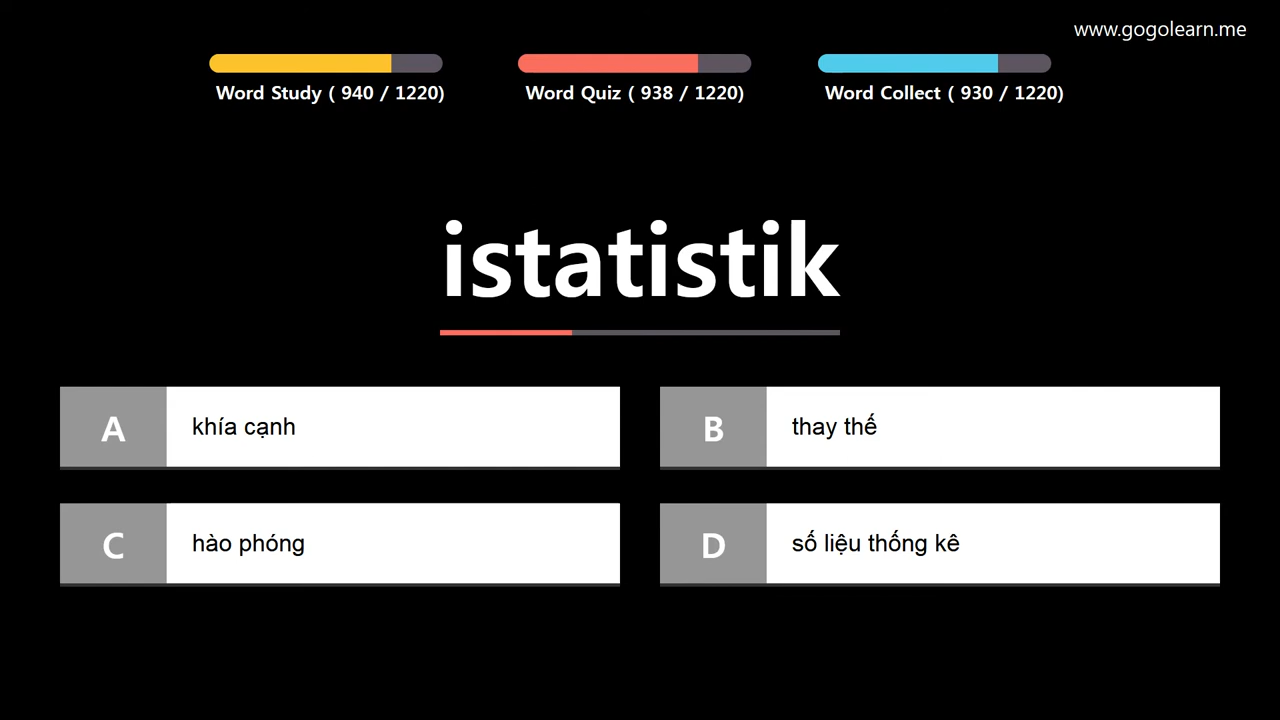 www.gogolearn.me
Word Study ( 940 / 1220)
Word Quiz ( 938 / 1220)
Word Collect ( 930 / 1220)
istatistik
A khía cạnh
B thay thế
C hào phóng
D số liệu thống kê